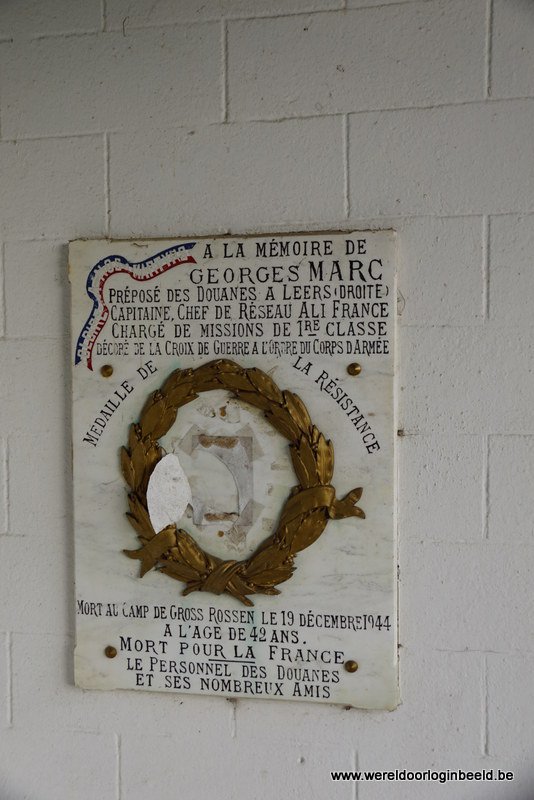 A LA MÉMOIRE DE
GEORGES MARC
PRÉPOSÉ DES DOUANES A LEERS (DROITE)
CAPITAINE, CHEF DE RÉSEAU ALI FRANCE
CHARGÉ DE MISSIONS DE 1RE CLASSE
DÉCORÉ DE LA CROIX DE GUERRE A L'ORDRE DU CORPS D'ARMÉE
MEDAILLE DE LA RÉSISTANCE
MORT AU CAMP DE GROSS ROSSEN LE 19 DÉCEMBRE 1944
A L'AGE DE 42 ANS.
MORT POUR LA FRANCE
LE PERSONNEL DES DOUANES
ET SES NOMBREUX AMIS
www.wereldoorloginbeeld.be